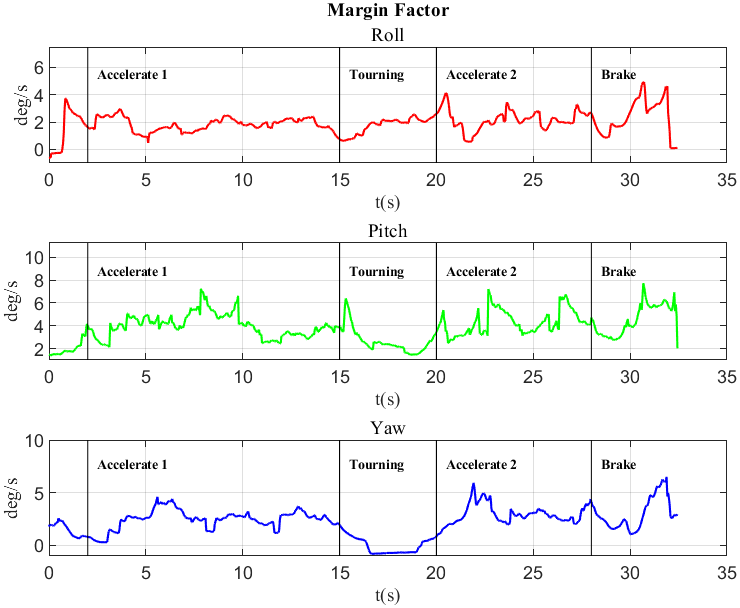 Margin Factor
Roll
deg/s
6
4
2
0
Accelerate 1 Tourning Accelerate 2 Brake
0 5 10 15 20 25 30 35
t(s)
Pitch
deg/s
10
8
6
4
2
Accelerate 1 Tourning Accelerate 2 Brake
0 5 10 15 20 25 30 35
t(s)
Yaw
deg/s
10
5
0
Accelerate 1 Tourning Accelerate 2 Brake
0 5 10 15 20 25 30 35
t(s)